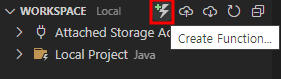 WORKSPACE Local
Attached Storage Ac
Create Function...
Local Project Java